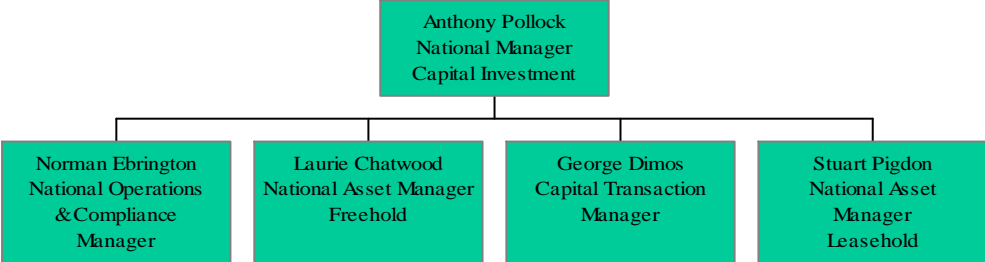 Anthony Pollock
National Manager
Capital Investment
Norman Ebrington
National Operations
& Compliance
Manager
Laurie Chatwood
National Asset Manager
Freehold
George Dimos
Capital Transaction
Manager
Stuart Pigdon
National Asset
Manager
Leasehold